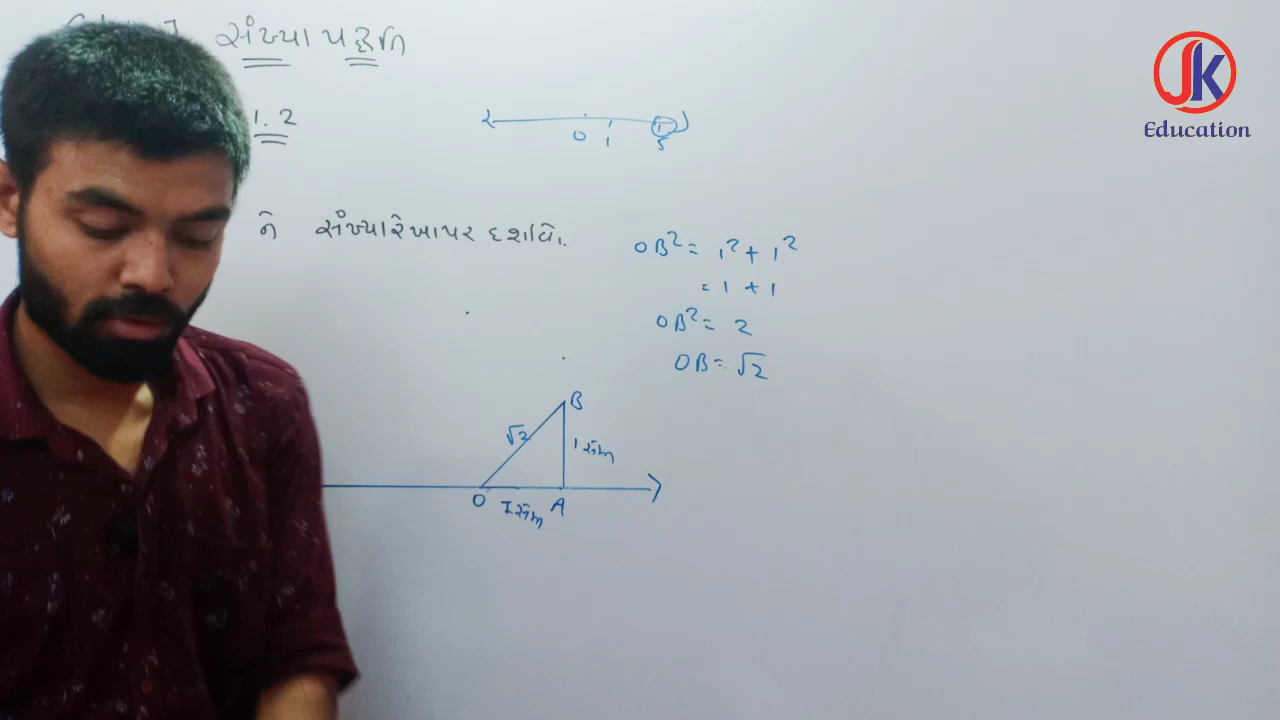 સંખ્યા પદ્ધતિ
1.2
0 1 5
ને સંખ્યારેખા પર દર્શાવો.
OB² = 1² + 1²
= 1 + 1
OB² = 2
OB = √2
B
√2
1 સેમી
O 1 સેમી A
JK
Education